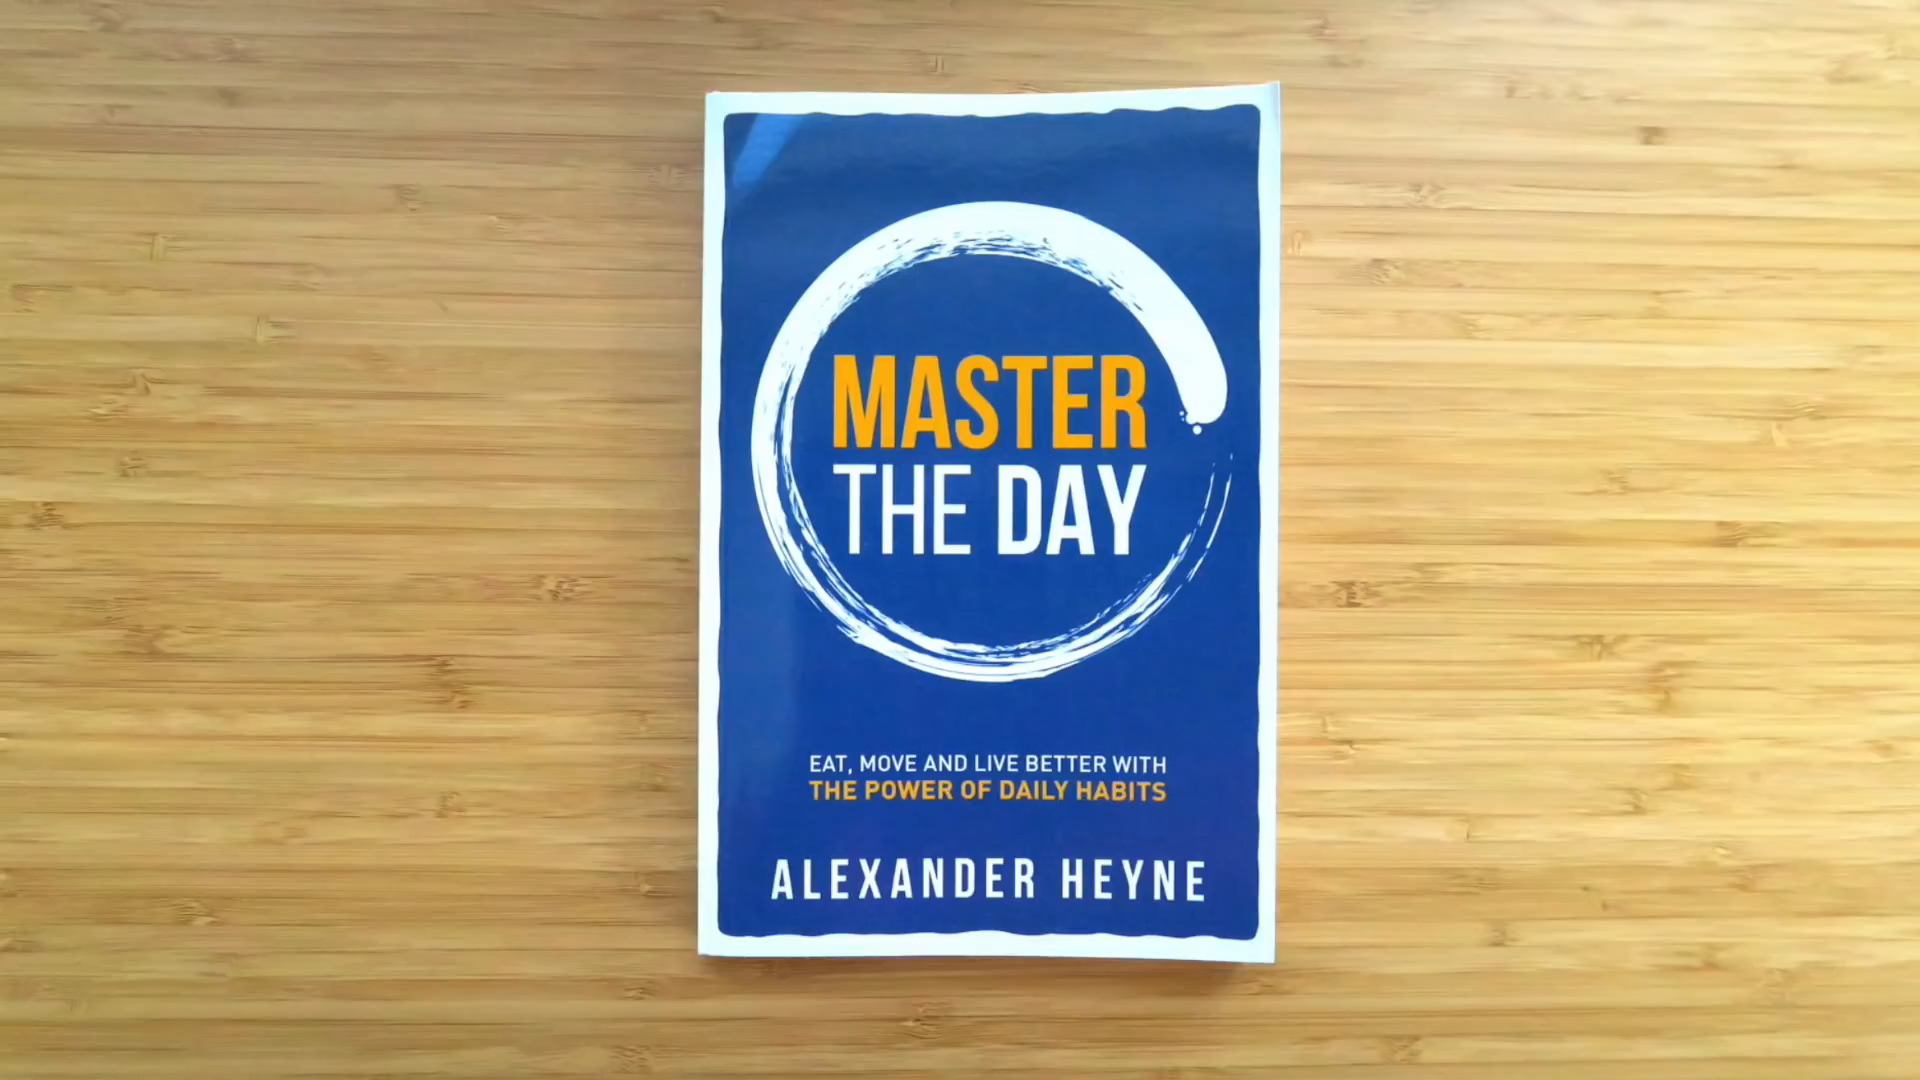 MASTER
THE DAY
EAT, MOVE AND LIVE BETTER WITH
THE POWER OF DAILY HABITS
ALEXANDER HEYNE